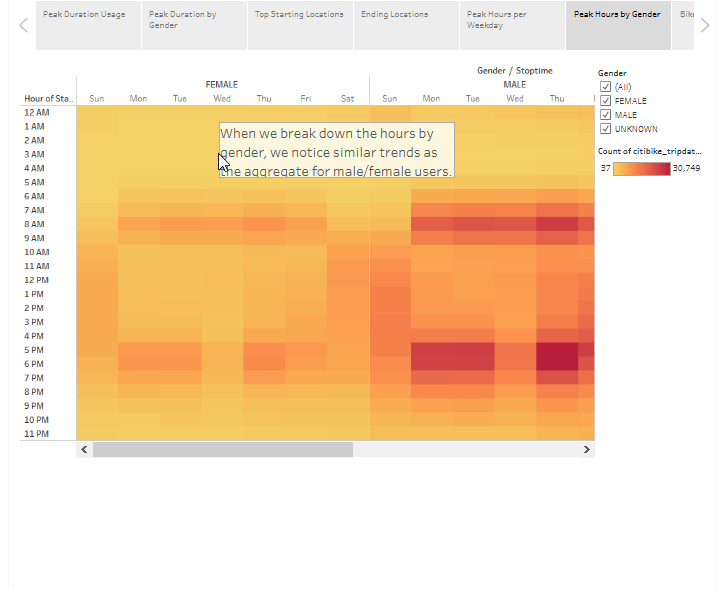 Peak Duration Usage
Peak Duration by
Gender
Top Starting Locations
Ending Locations
Peak Hours per
Weekday
Peak Hours by Gender
Bike
Gender / Stoptime
FEMALE
MALE
Hour of Sta..
Sun Mon Tue Wed Thu Fri Sat Sun Mon Tue Wed Thu
12 AM
1 AM
2 AM
3 AM
4 AM
5 AM
6 AM
7 AM
8 AM
9 AM
10 AM
11 AM
12 PM
1 PM
2 PM
3 PM
4 PM
5 PM
6 PM
7 PM
8 PM
9 PM
10 PM
11 PM
When we break down the hours by
gender, we notice similar trends as
the aggregate for male/female users.
Gender
(All)
FEMALE
MALE
UNKNOWN
Count of citibike_tripdat...
37 30,749